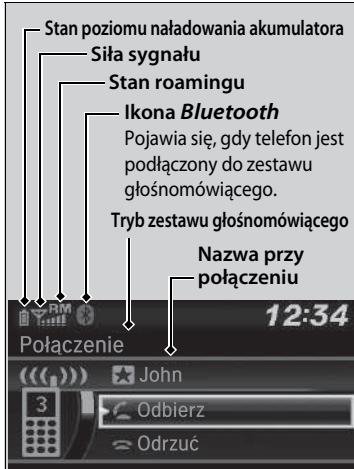 Stan poziomu naładowania akumulatora
Siła sygnału
Stan roamingu
Ikona Bluetooth
Pojawia się, gdy telefon jest
podłączony do zestawu
głośnomówiącego.
Tryb zestawu głośnomówiącego
Nazwa przy
połączeniu
RM
12:34
Połączenie
John
3
Odbierz
Odrzuć